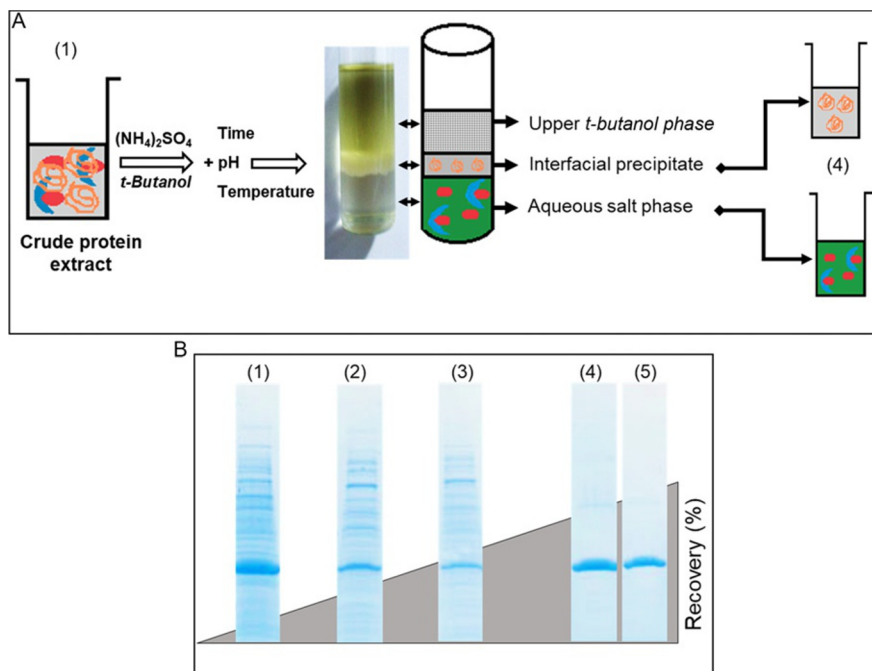 A
(1)
(NH₄)₂SO₄
t-Butanol
Crude protein
extract
Time
+ pH
Temperature
Upper t-butanol phase
Interfacial precipitate
Aqueous salt phase
(4)
B
(1) (2) (3) (4) (5)
Recovery (%)